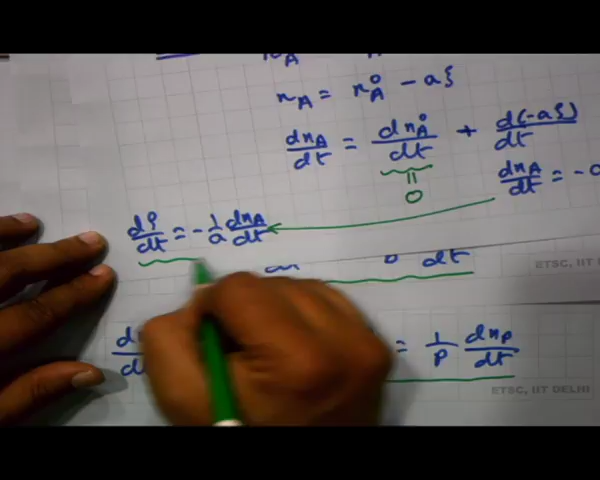 n_A = n_A^0 - aξ
dn_A/dt = dn_A^0/dt + d(-aξ)/dt
|| dn_A/dt = -
0
dξ/dt = -1/a dn_A/dt
dt
ETSC, IIT DELHI
= 1/P dn_P/dt
ETSC, IIT DELHI